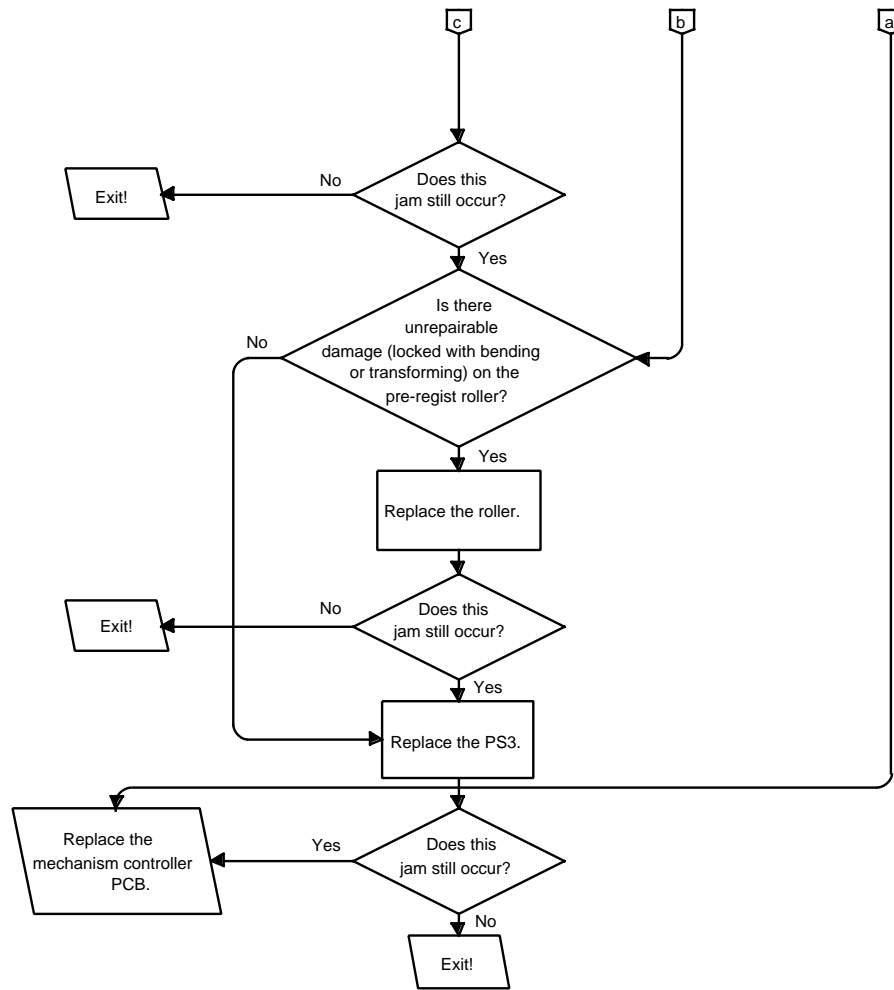 c
b
a
No
Does this
jam still occur?
Exit!
Yes
Is there
unrepairable
No
damage (locked with bending
or transforming) on the
pre-regist roller?
Yes
Replace the roller.
No
Does this
jam still occur?
Exit!
Yes
Replace the PS3.
Replace the
mechanism controller
PCB.
Yes
Does this
jam still occur?
No
Exit!